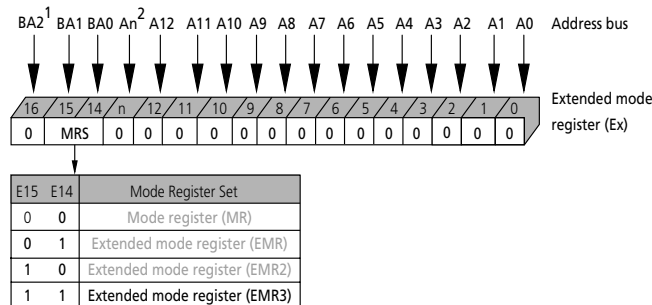 BA2¹ BA1 BA0 An² A12 A11 A10 A9 A8 A7 A6 A5 A4 A3 A2 A1 A0 Address bus
16 15 14 n 12 11 10 9 8 7 6 5 4 3 2 1 0 Extended mode
register (Ex)
0 MRS 0 0 0 0 0 0 0 0 0 0 0 0 0 0
E15 E14 Mode Register Set
0 0 Mode register (MR)
0 1 Extended mode register (EMR)
1 0 Extended mode register (EMR2)
1 1 Extended mode register (EMR3)